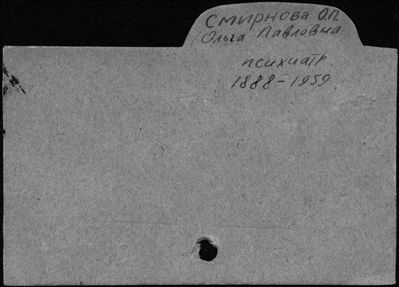 Смирнова О.П.
(Ольга Павловна
психиатр
1888-1959